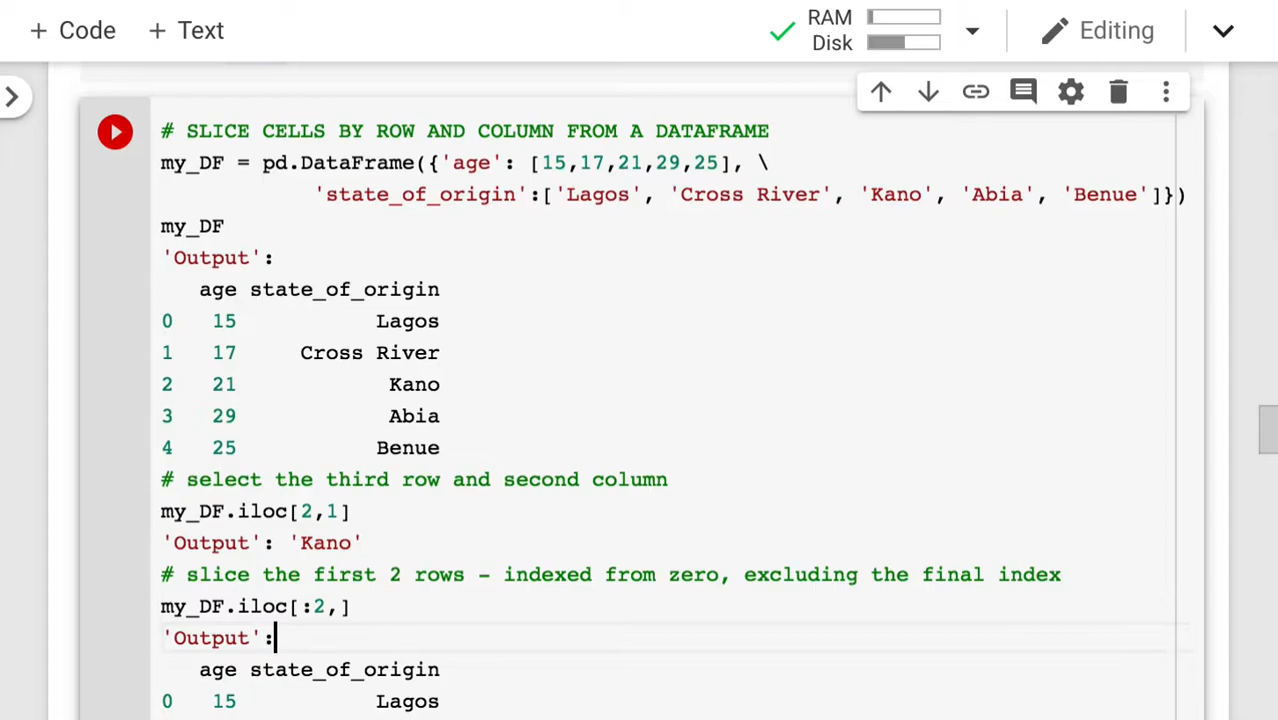 + Code + Text RAM Disk Editing
# SLICE CELLS BY ROW AND COLUMN FROM A DATAFRAME
my_DF = pd.DataFrame({'age': [15,17,21,29,25], \
'state_of_origin':['Lagos', 'Cross River', 'Kano', 'Abia', 'Benue']})
my_DF
'Output':
age state_of_origin
0 15 Lagos
1 17 Cross River
2 21 Kano
3 29 Abia
4 25 Benue
# select the third row and second column
my_DF.iloc[2,1]
'Output': 'Kano'
# slice the first 2 rows - indexed from zero, excluding the final index
my_DF.iloc[:2,]
'Output':
age state_of_origin
0 15 Lagos